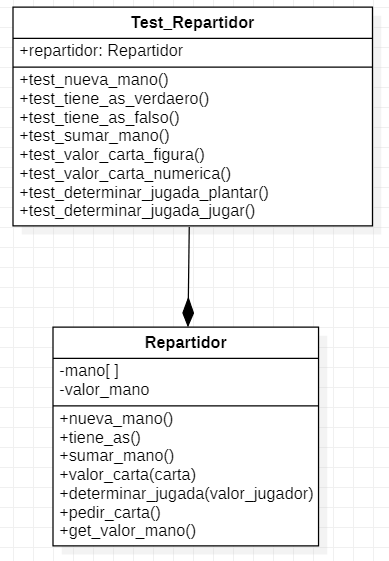 Test_Repartidor
+repartidor: Repartidor
+test_nueva_mano()
+test_tiene_as_verdaero()
+test_tiene_as_falso()
+test_sumar_mano()
+test_valor_carta_figura()
+test_valor_carta_numerica()
+test_determinar_jugada_plantar()
+test_determinar_jugada_jugar()
Repartidor
-mano[ ]
-valor_mano
+nueva_mano()
+tiene_as()
+sumar_mano()
+valor_carta(carta)
+determinar_jugada(valor_jugador)
+pedir_carta()
+get_valor_mano()